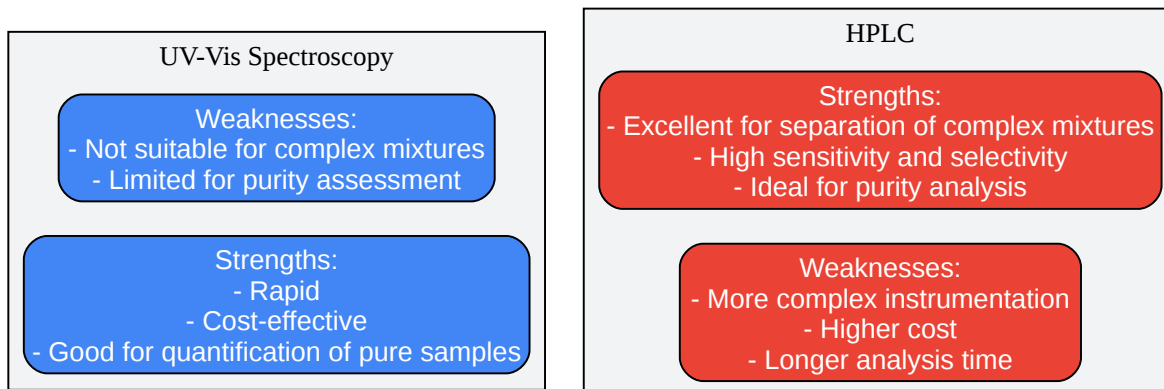 UV-Vis Spectroscopy
Weaknesses:
- Not suitable for complex mixtures
- Limited for purity assessment
Strengths:
- Rapid
- Cost-effective
- Good for quantification of pure samples
HPLC
Strengths:
- Excellent for separation of complex mixtures
- High sensitivity and selectivity
- Ideal for purity analysis
Weaknesses:
- More complex instrumentation
- Higher cost
- Longer analysis time